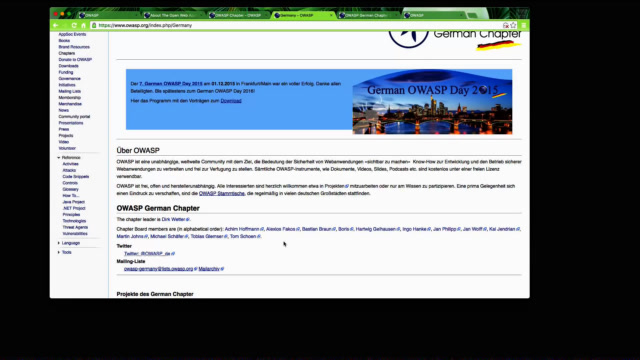 OWASP
About The Open Web
OWASP Chapter - OWASP
Germany - OWASP
OWASP German Chapter
OWASP
https://www.owasp.org/index.php/Germany
AppSec Events
Books
Brand Resources
Chapters
Donate to OWASP
Downloads
Funding
Governance
Initiatives
Mailing Lists
Membership
Merchandise
News
Community portal
Presentations
Press
Projects
Video
Volunteer
Reference
Activities
Attacks
Code Snippets
Controls
Glossary
How To...
Java Project
.NET Project
Principles
Technologies
Threat Agents
Vulnerabilities
Language
Tools
German
Chapter
Der 7. German OWASP Day 2015 am 01.12.2015 in Frankfurt/Main war ein voller Erfolg. Danke allen
Beteiligten. Bis spätestens zum German OWASP Day 2016!
Hier das Programm mit den Vorträgen zum Download
German OWASP Day 2015
Über OWASP
OWASP ist eine unabhängige, weltweite Community mit dem Ziel, die Bedeutung der Sicherheit von Webanwendungen »sichtbar zu machen« Know-How zur Entwicklung und den Betrieb sicherer
Webanwendungen zu verbreiten und frei zur Verfügung zu stellen. Sämtliche OWASP-Instrumente, wie Dokumente, Videos, Slides, Podcasts etc. sind kostenlos unter einer freien Lizenz
verwendbar.
OWASP ist frei, offen und herstellerunabhängig. Alle Interessierten sind herzlich willkommen etwa in Projekten mitzuarbeiten oder nur am Wissen zu partizipieren. Eine prima Gelegenheit sich
einen Eindruck zu verschaffen, sind die OWASP Stammtische, die regelmäßig in vielen deutschen Großstädten stattfinden.
OWASP German Chapter
The chapter leader is Dirk Wetter.
Chapter Board members are (in alphabetical order): Achim Hoffmann, Alexios Fakos, Bastian Braun, Boris, Hartwig Gelhausen, Ingo Hanke, Jan Philipp, Jan Wolff, Kai Jendrian,
Martin Johns, Michael Schäfer, Tobias Glemser, Tom Schoen
Twitter
Twitter @OWASP_de
Mailing-Liste
owasp-germany@lists.owasp.org Mailarchiv
Projekte des German Chapter